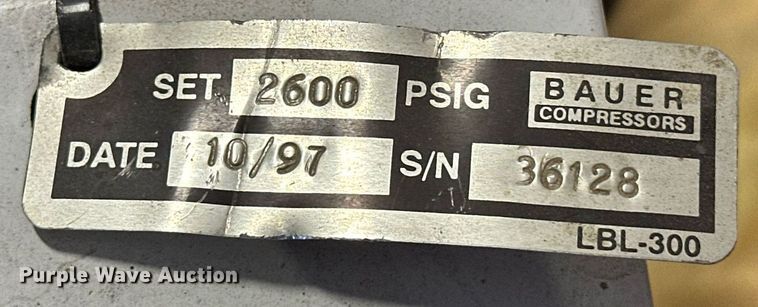 SET 2600 PSIG BAUER
COMPRESSORS
DATE 10/97 S/N 36128
LBL-300
Purple Wave Auction